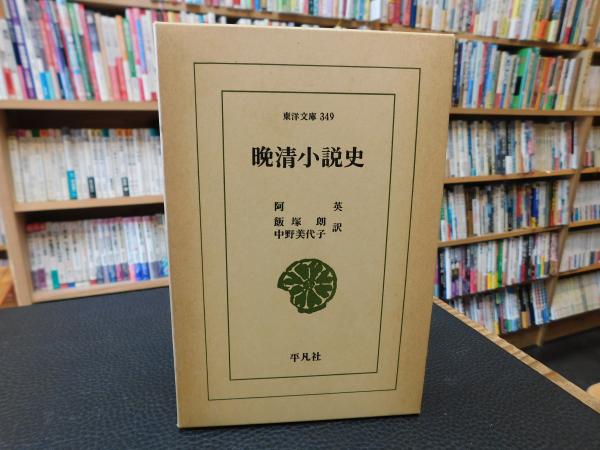 東洋文庫 349
晩清小説史
阿 英
飯塚 朗
中野美代子 訳
平凡社